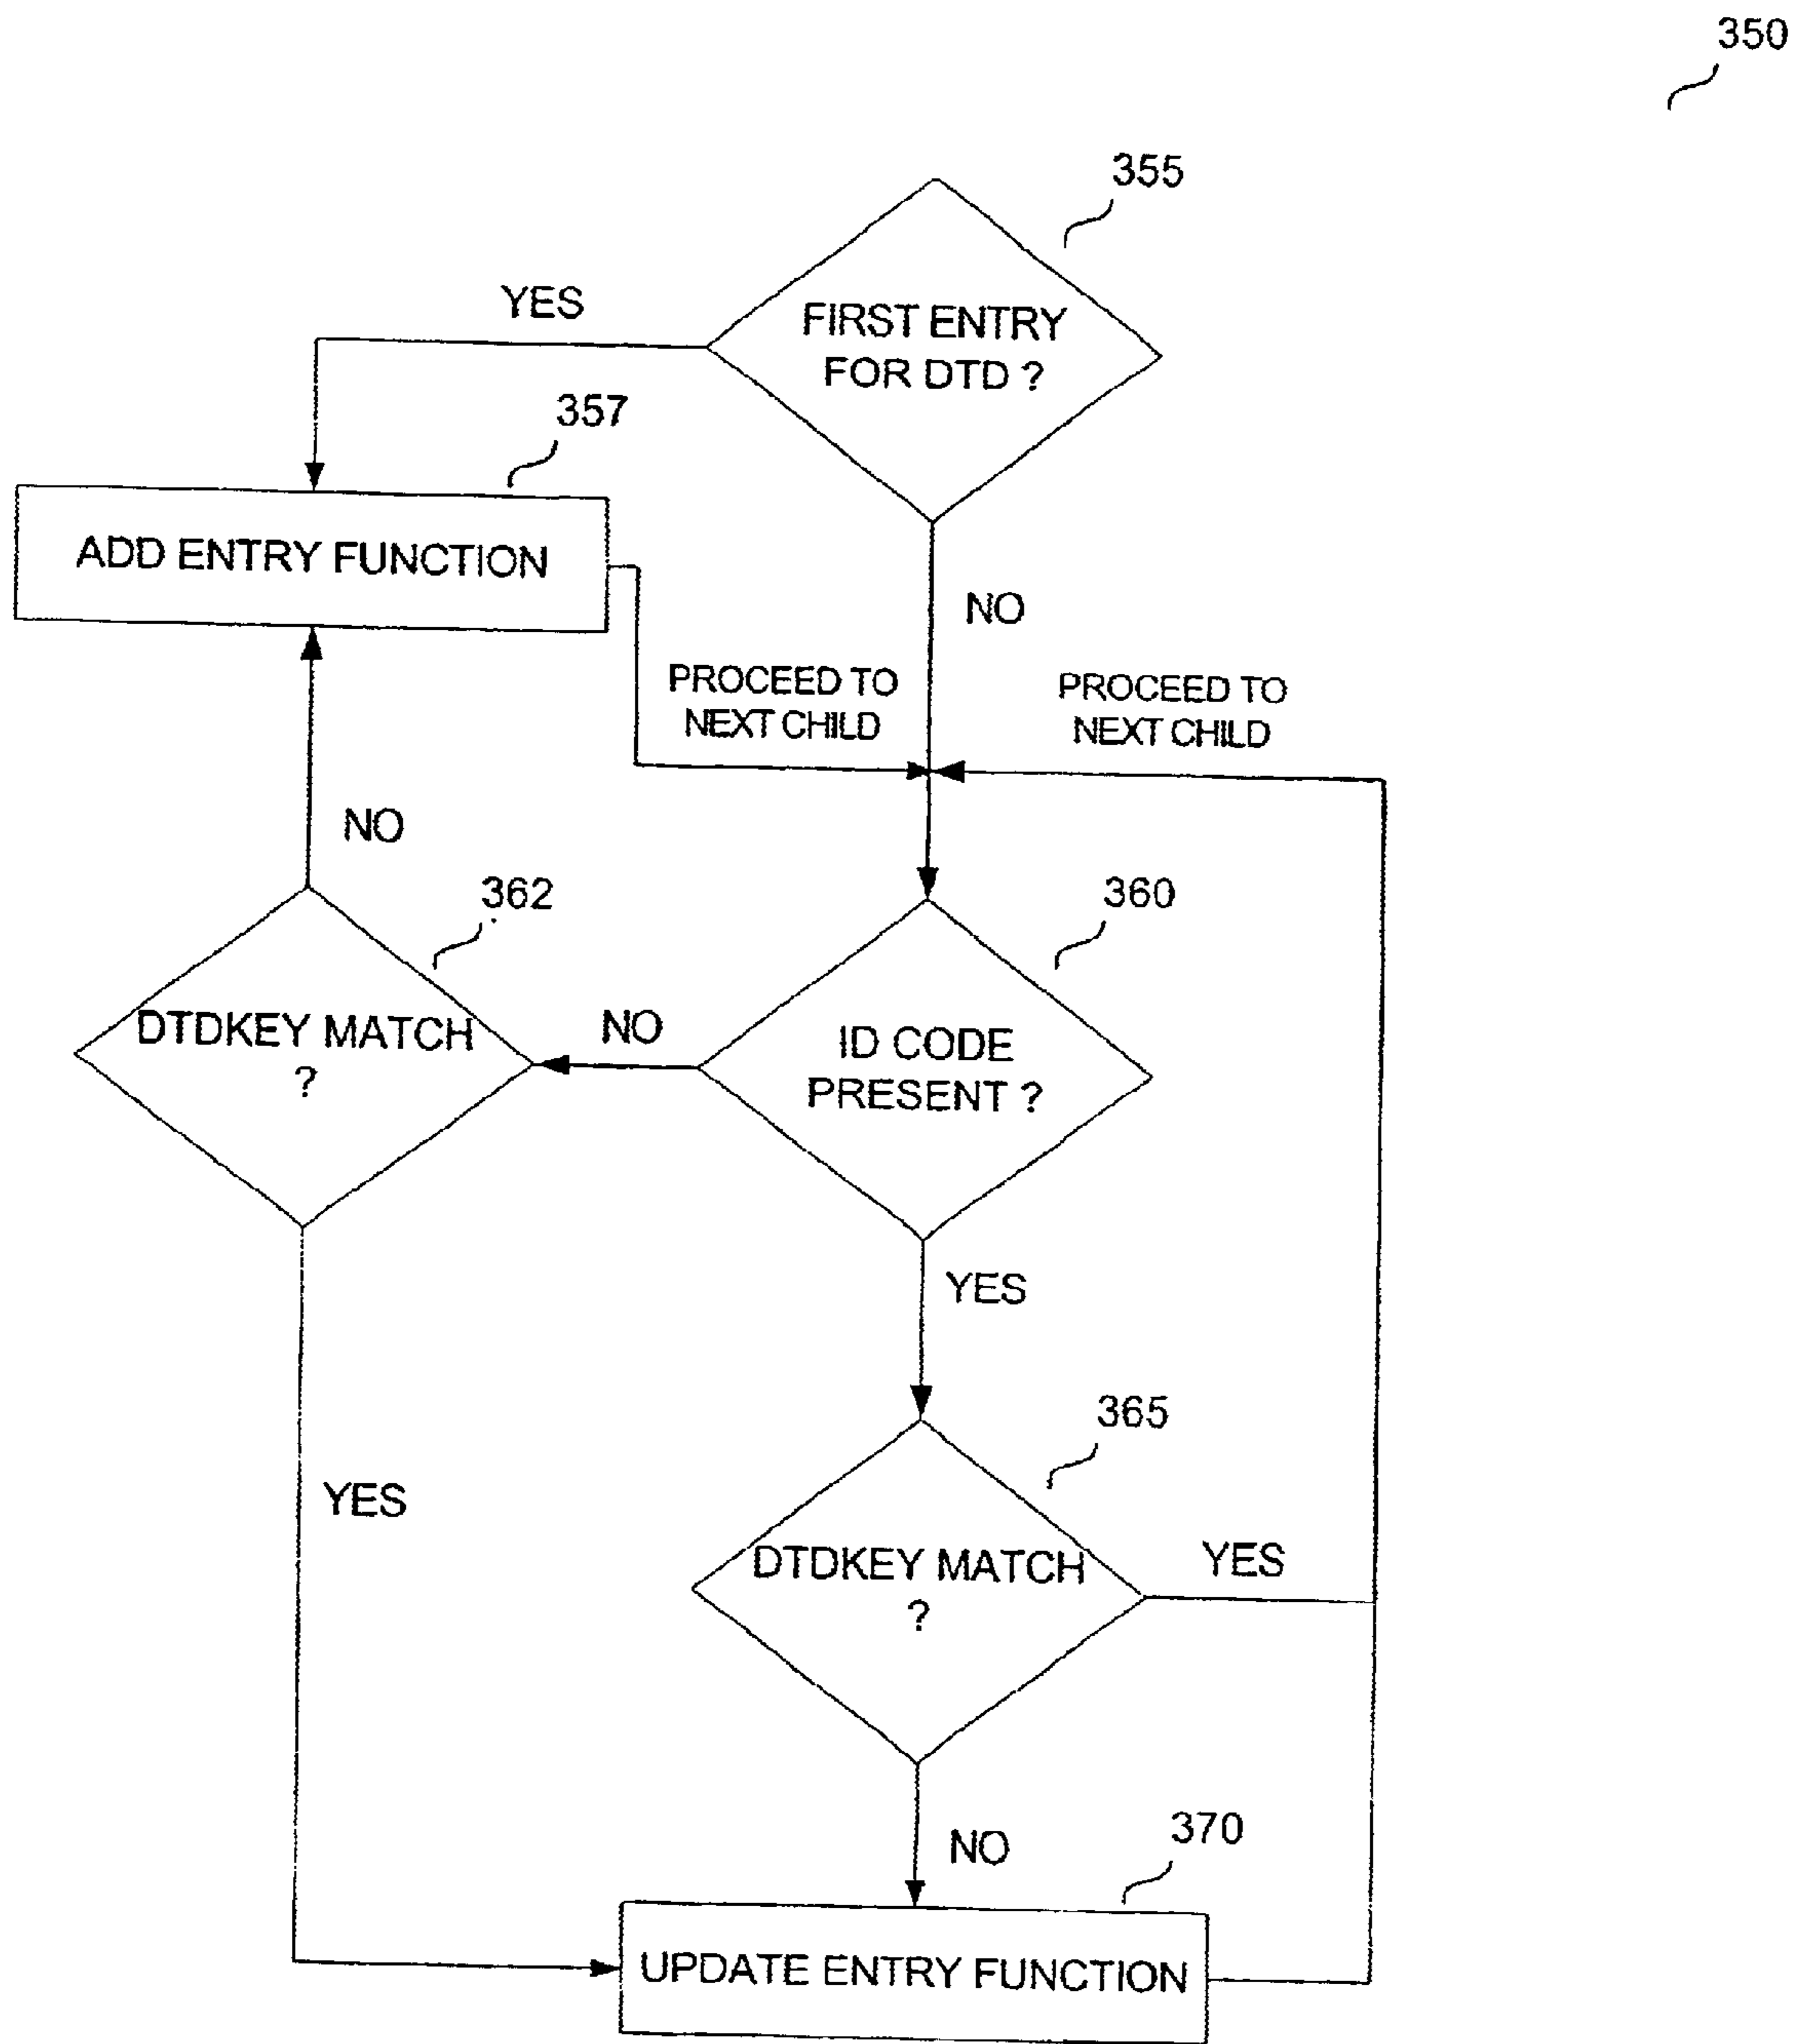 350
355
YES
FIRST ENTRY
FOR DTD ?
357
ADD ENTRY FUNCTION
NO
PROCEED TO
NEXT CHILD
PROCEED TO
NEXT CHILD
NO
362
360
DTDKEY MATCH
?
NO
ID CODE
PRESENT ?
YES
365
YES
DTDKEY MATCH
?
YES
370
NO
UPDATE ENTRY FUNCTION